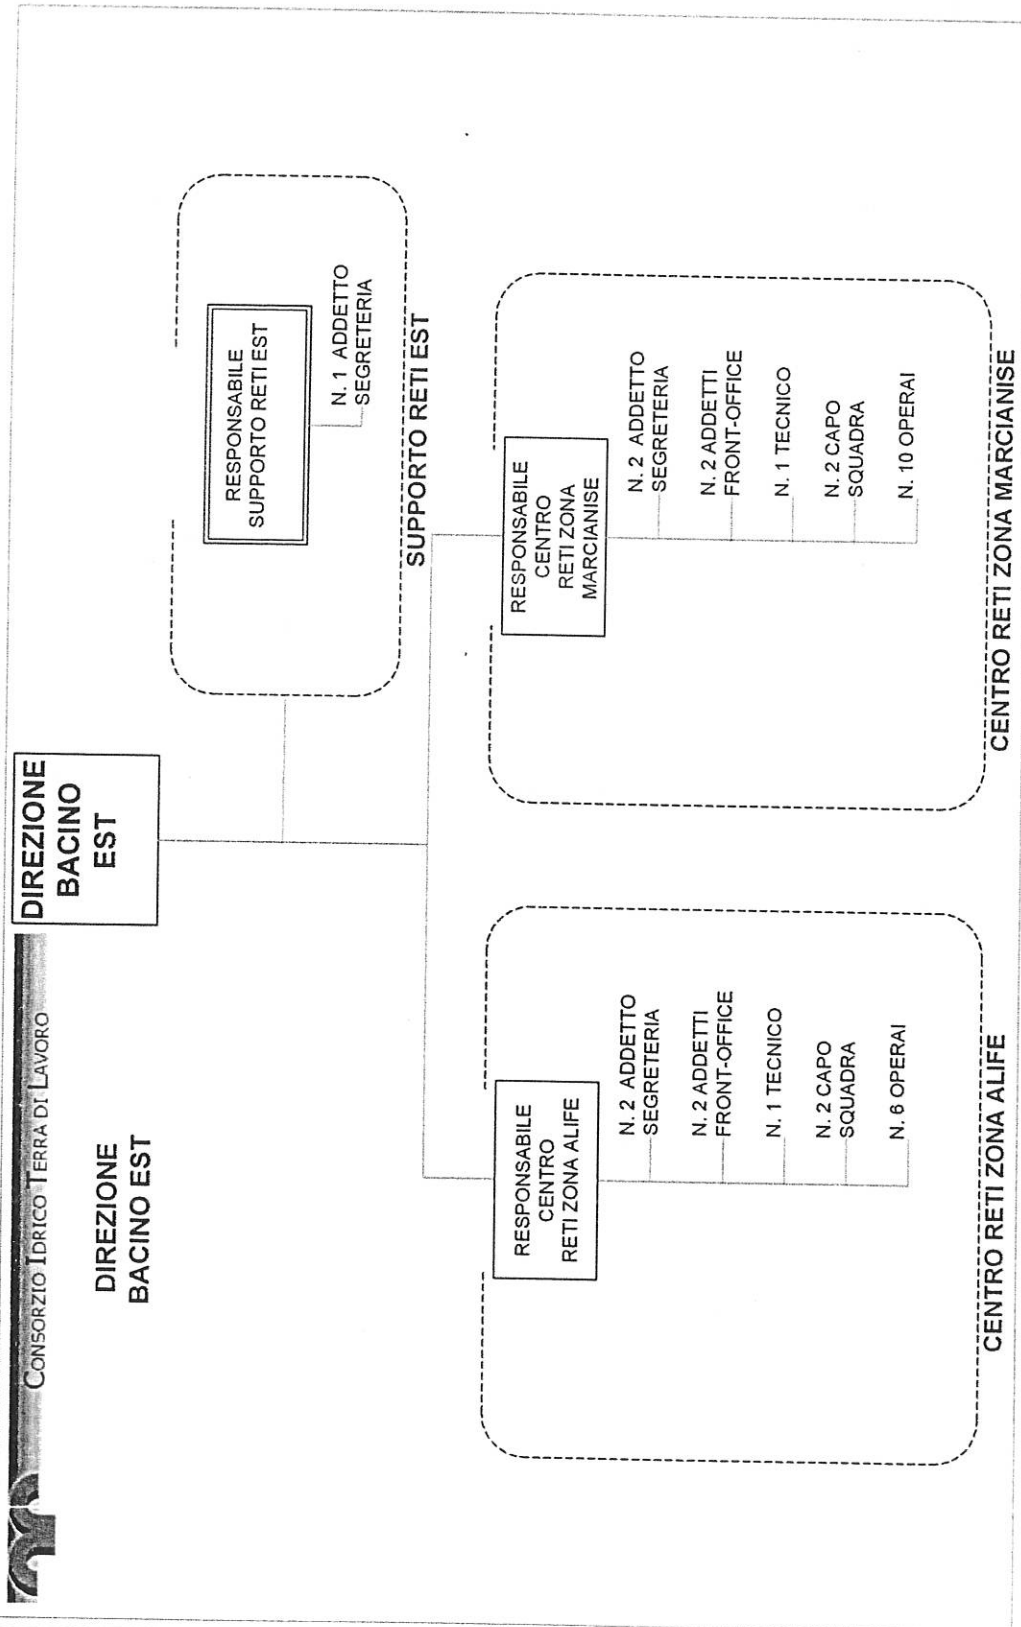 CONSORZIO IDRICO TERRA DI LAVORO
DIREZIONE
BACINO EST
DIREZIONE
BACINO
EST
RESPONSABILE
SUPPORTO RETI EST
N. 1 ADDETTO
SEGRETERIA
SUPPORTO RETI EST
RESPONSABILE
CENTRO
RETI ZONA ALIFE
N. 2 ADDETTO
SEGRETERIA
N. 2 ADDETTI
FRONT-OFFICE
N. 1 TECNICO
N. 2 CAPO
SQUADRA
N. 6 OPERAI
CENTRO RETI ZONA ALIFE
RESPONSABILE
CENTRO
RETI ZONA
MARCIANISE
N. 2 ADDETTO
SEGRETERIA
N. 2 ADDETTI
FRONT-OFFICE
N. 1 TECNICO
N. 2 CAPO
SQUADRA
N. 10 OPERAI
CENTRO RETI ZONA MARCIANISE